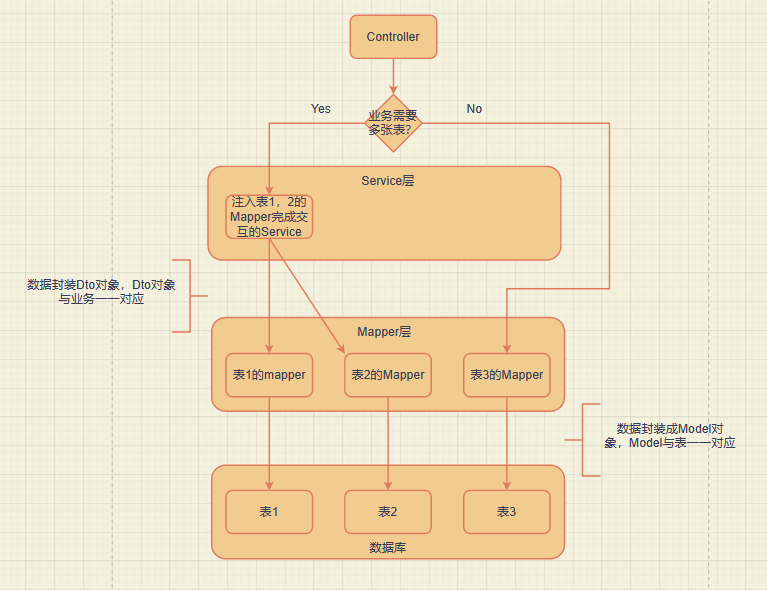 Controller
Yes
No
业务需要
多张表?
Service层
注入表1，2的
Mapper完成交
互的Service
数据封装Dto对象，Dto对象
与业务一一对应
Mapper层
表1的mapper
表2的Mapper
表3的Mapper
数据封装成Model对
象，Model与表一一对应
表1
表2
表3
数据库